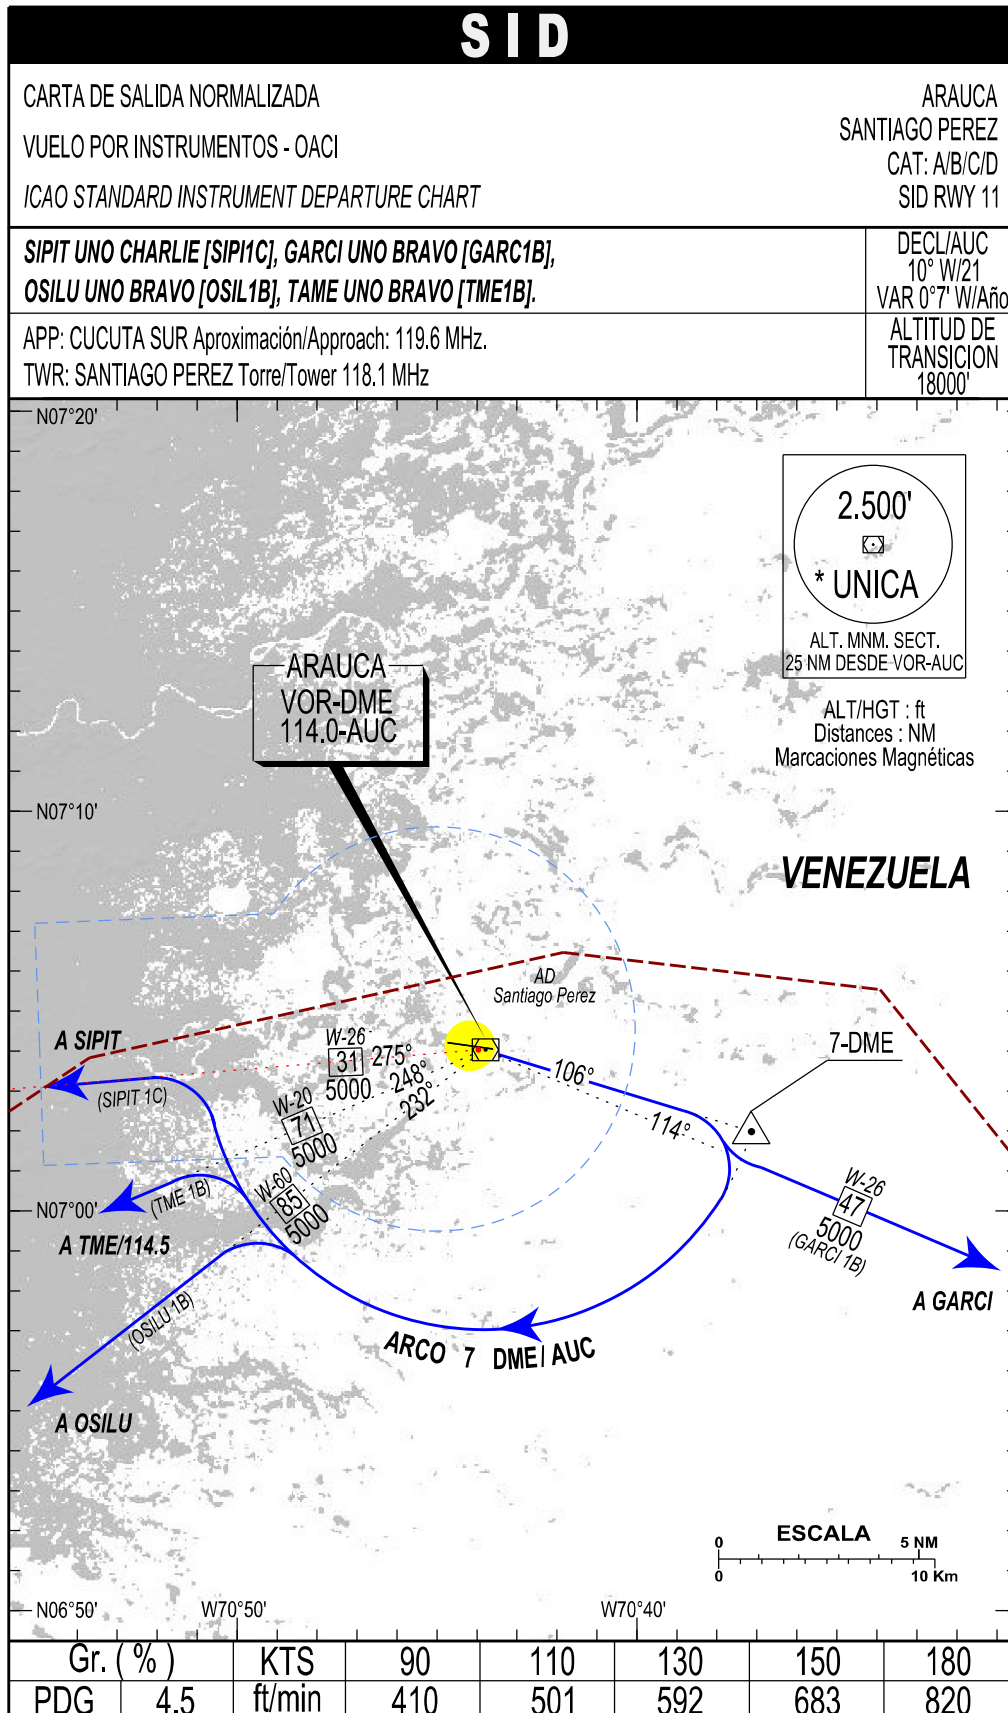 SID
CARTA DE SALIDA NORMALIZADA
VUELO POR INSTRUMENTOS - OACI
ICAO STANDARD INSTRUMENT DEPARTURE CHART
ARAUCA
SANTIAGO PEREZ
CAT: A/B/C/D
SID RWY 11
SIPIT UNO CHARLIE [SIPI1C], GARCI UNO BRAVO [GARC1B],
OSILU UNO BRAVO [OSIL1B], TAME UNO BRAVO [TME1B].
DECL/AUC
10° W/21
VAR 0°7' W/Año
APP: CUCUTA SUR Aproximación/Approach: 119.6 MHz.
TWR: SANTIAGO PEREZ Torre/Tower 118.1 MHz
ALTITUD DE
TRANSICION
18000'
N07°20'
2.500'
* UNICA
ALT. MNM. SECT.
25 NM DESDE VOR-AUC
ALT/HGT : ft
Distances : NM
Marcaciones Magnéticas
ARAUCA
VOR-DME
114.0-AUC
N07°10'
VENEZUELA
AD
Santiago Perez
A SIPIT
(SIPIT 1C)
W-26
31
5000
275°
248°
232°
W-20
71
5000
W-60
85
5000
106°
114°
7-DME
W-26
47
5000
(GARCI 1B)
A GARCI
N07°00'
(TME 1B)
A TME/114.5
(OSILU 1B)
A OSILU
ARCO 7 DME/AUC
ESCALA
0
5 NM
0
10 Km
N06°50'
W70°50'
W70°40'
Gr. ( % ) KTS 90 110 130 150 180
PDG 4.5 ft/min 410 501 592 683 820